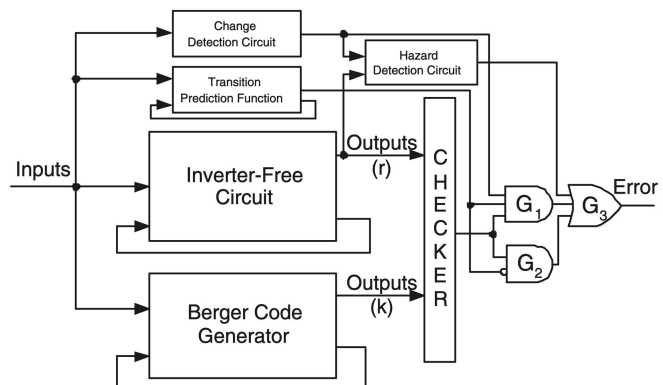 Change
Detection Circuit
Hazard
Detection Circuit
Transition
Prediction Function
Inputs
Inverter-Free
Circuit
Outputs
(r)
CHECKER
G1
G2
G3
Error
Berger Code
Generator
Outputs
(k)